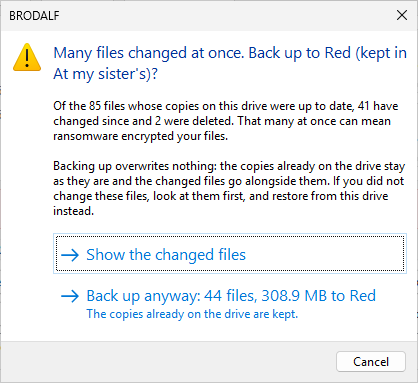 BRODALF
Many files changed at once. Back up to Red (kept in
At my sister's)?
Of the 85 files whose copies on this drive were up to date, 41 have
changed since and 2 were deleted. That many at once can mean
ransomware encrypted your files.
Backing up overwrites nothing: the copies already on the drive stay
as they are and the changed files go alongside them. If you did not
change these files, look at them first, and restore from this drive
instead.
Show the changed files
Back up anyway: 44 files, 308.9 MB to Red
The copies already on the drive are kept.
Cancel